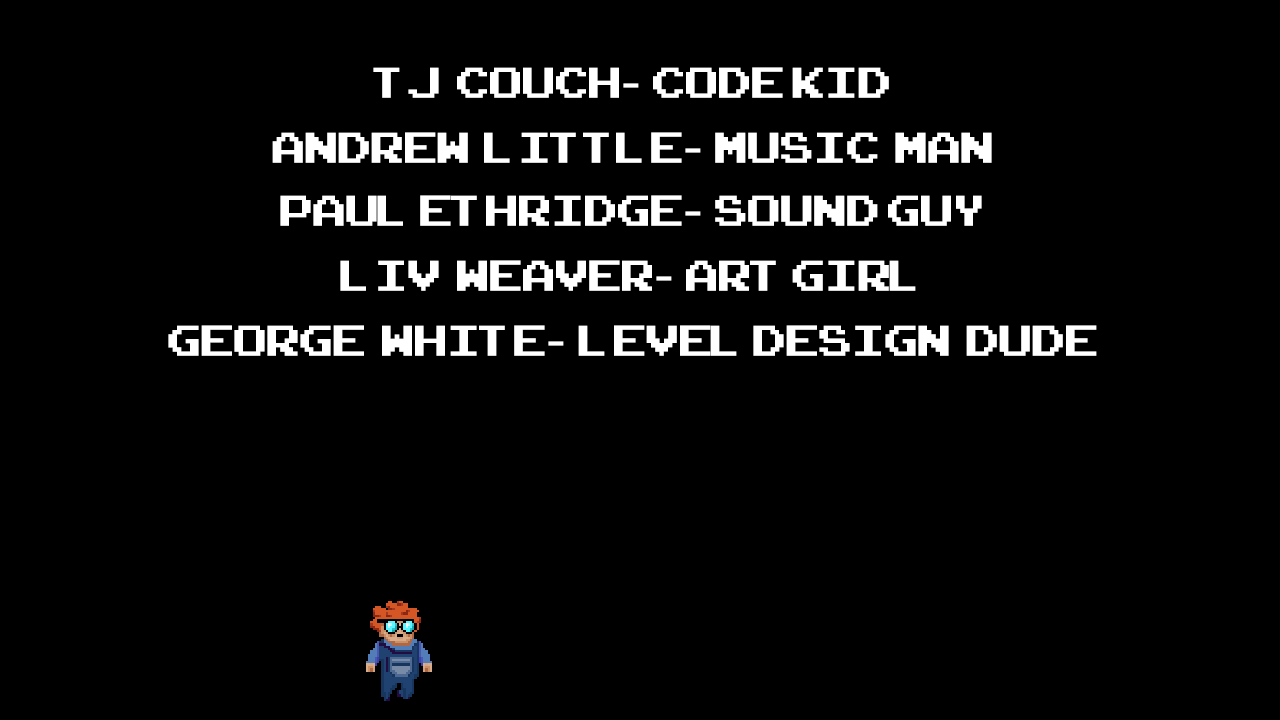 TJ COUCH- CODE KID
ANDREW LITTLE- MUSIC MAN
PAUL ETHRIDGE- SOUND GUY
LIV WEAVER- ART GIRL
GEORGE WHITE- LEVEL DESIGN DUDE